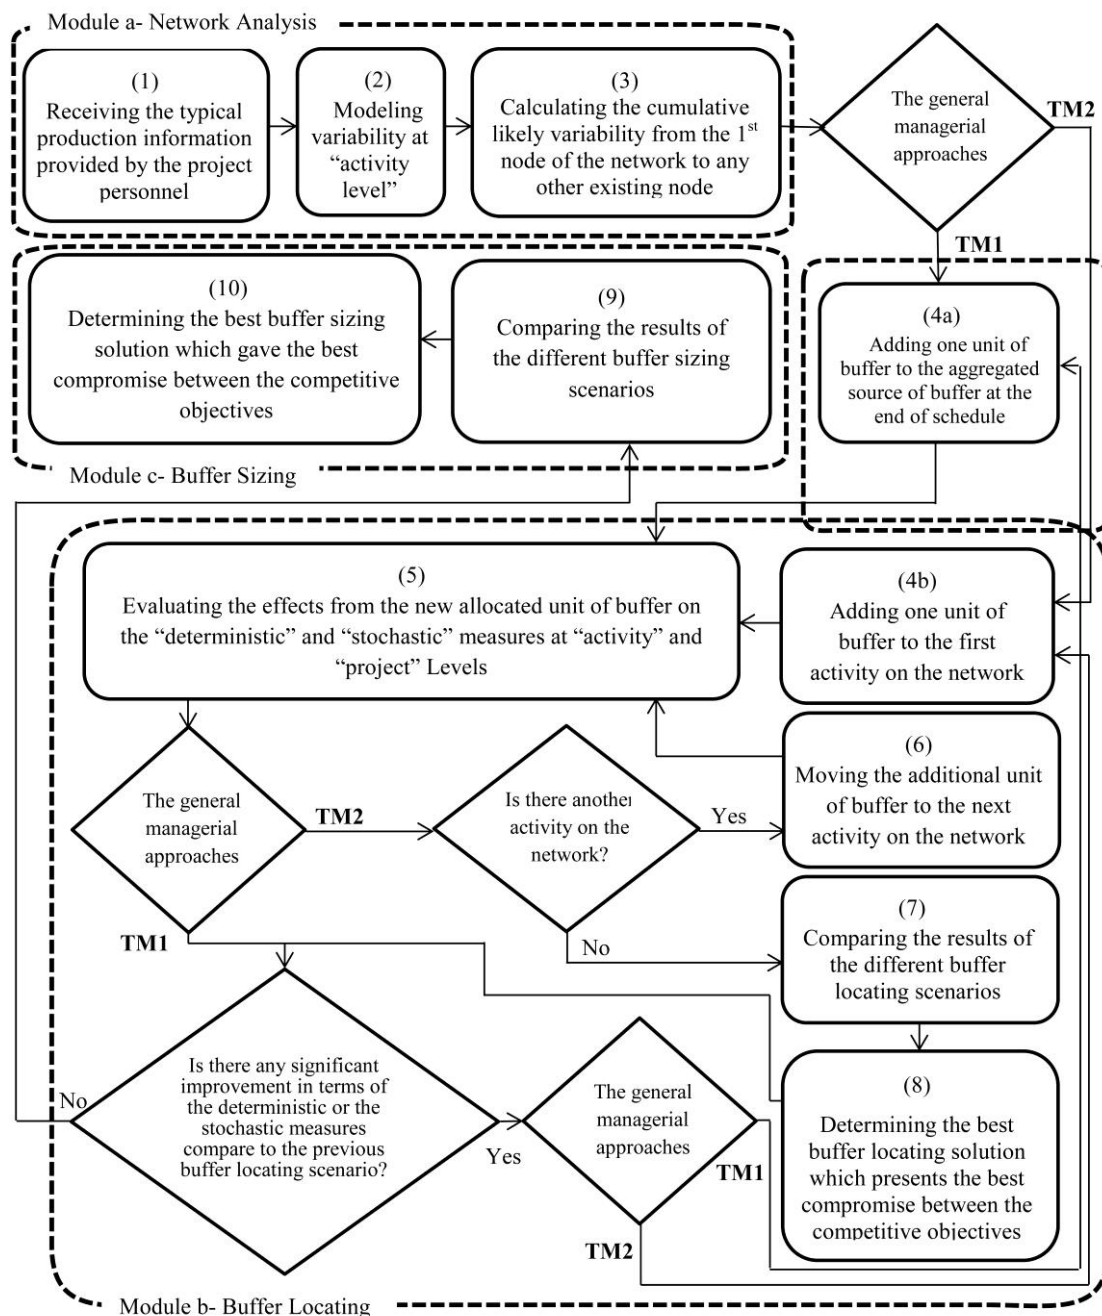 Module a- Network Analysis
(1)
Receiving the typical
production information
provided by the project
personnel
(2)
Modeling
variability at
“activity
level”
(3)
Calculating the cumulative
likely variability from the 1st
node of the network to any
other existing node
The general
managerial
approaches
TM2
TM1
(10)
Determining the best buffer sizing
solution which gave the best
compromise between the competitive
objectives
(9)
Comparing the results of
the different buffer sizing
scenarios
Module c- Buffer Sizing
(4a)
Adding one unit of
buffer to the aggregated
source of buffer at the
end of schedule
(5)
Evaluating the effects from the new allocated unit of buffer on
the “deterministic” and “stochastic” measures at “activity” and
“project” Levels
(4b)
Adding one unit of
buffer to the first
activity on the network
The general
managerial
approaches
TM2
Is there another
activity on the
network?
Yes
(6)
Moving the additional unit
of buffer to the next
activity on the network
TM1
No
(7)
Comparing the results of
the different buffer
locating scenarios
Is there any significant
improvement in terms of
the deterministic or the
stochastic measures
compare to the previous
buffer locating scenario?
No
Yes
The general
managerial
approaches
TM1
TM2
(8)
Determining the best
buffer locating solution
which presents the best
compromise between the
competitive objectives
Module b- Buffer Locating